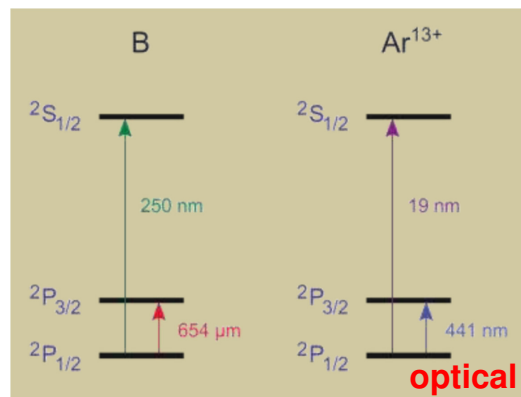 B Ar¹³⁺
²S₁/₂ ²S₁/₂
250 nm 19 nm
²P₃/₂ ²P₃/₂
654 µm 441 nm
²P₁/₂ ²P₁/₂
optical